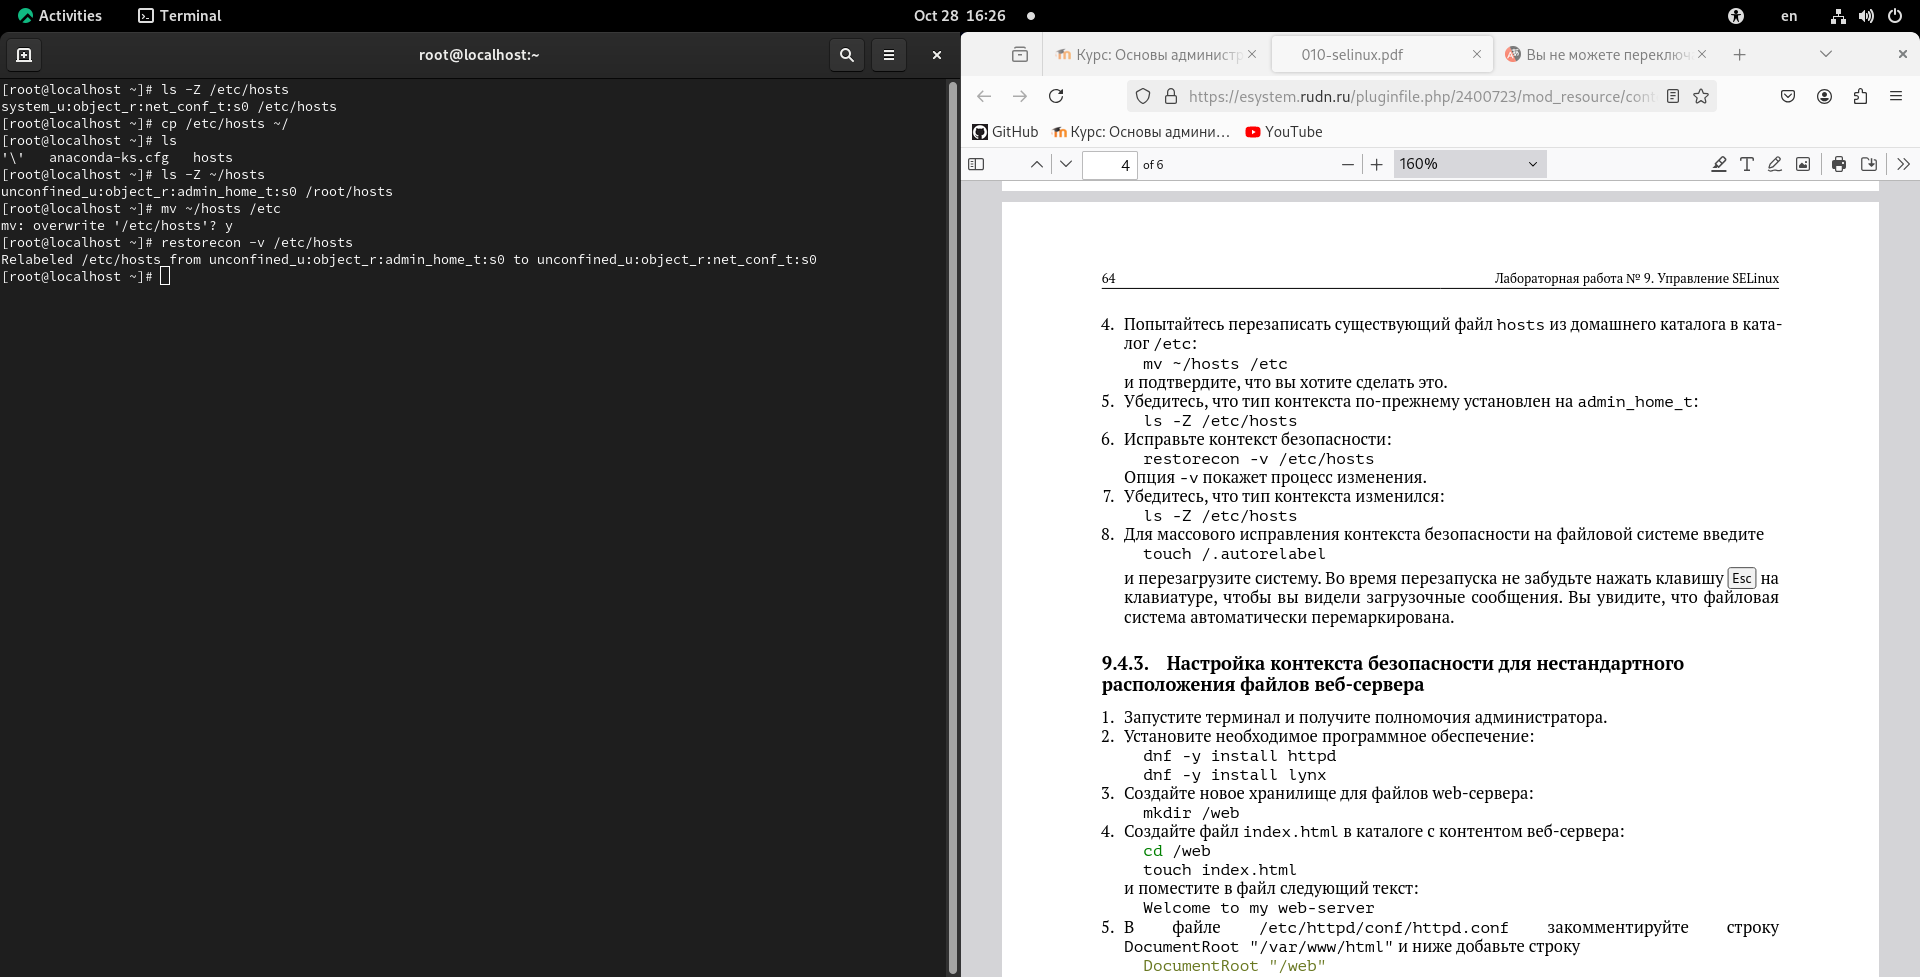 Activities
Terminal
Oct 28 16:26
en
root@localhost:~
[root@localhost ~]# ls -Z /etc/hosts
system_u:object_r:net_conf_t:s0 /etc/hosts
[root@localhost ~]# cp /etc/hosts ~/
[root@localhost ~]# ls
'\'   anaconda-ks.cfg   hosts
[root@localhost ~]# ls -Z ~/hosts
unconfined_u:object_r:admin_home_t:s0 /root/hosts
[root@localhost ~]# mv ~/hosts /etc
mv: overwrite '/etc/hosts'? y
[root@localhost ~]# restorecon -v /etc/hosts
Relabeled /etc/hosts from unconfined_u:object_r:admin_home_t:s0 to unconfined_u:object_r:net_conf_t:s0
[root@localhost ~]#
Курс: Основы администр
010-selinux.pdf
Вы не можете переключ
https://esystem.rudn.ru/pluginfile.php/2400723/mod_resource/cont
GitHub
Курс: Основы админи…
YouTube
4 of 6
160%
64
Лабораторная работа № 9. Управление SELinux
4. Попытайтесь перезаписать существующий файл hosts из домашнего каталога в ката-
лог /etc:
mv ~/hosts /etc
и подтвердите, что вы хотите сделать это.
5. Убедитесь, что тип контекста по-прежнему установлен на admin_home_t:
ls -Z /etc/hosts
6. Исправьте контекст безопасности:
restorecon -v /etc/hosts
Опция -v покажет процесс изменения.
7. Убедитесь, что тип контекста изменился:
ls -Z /etc/hosts
8. Для массового исправления контекста безопасности на файловой системе введите
touch /.autorelabel
и перезагрузите систему. Во время перезапуска не забудьте нажать клавишу Esc на
клавиатуре, чтобы вы видели загрузочные сообщения. Вы увидите, что файловая
система автоматически перемаркирована.
9.4.3. Настройка контекста безопасности для нестандартного
расположения файлов веб-сервера
1. Запустите терминал и получите полномочия администратора.
2. Установите необходимое программное обеспечение:
dnf -y install httpd
dnf -y install lynx
3. Создайте новое хранилище для файлов web-сервера:
mkdir /web
4. Создайте файл index.html в каталоге с контентом веб-сервера:
cd /web
touch index.html
и поместите в файл следующий текст:
Welcome to my web-server
5. В файле /etc/httpd/conf/httpd.conf закомментируйте строку
DocumentRoot "/var/www/html" и ниже добавьте строку
DocumentRoot "/web"